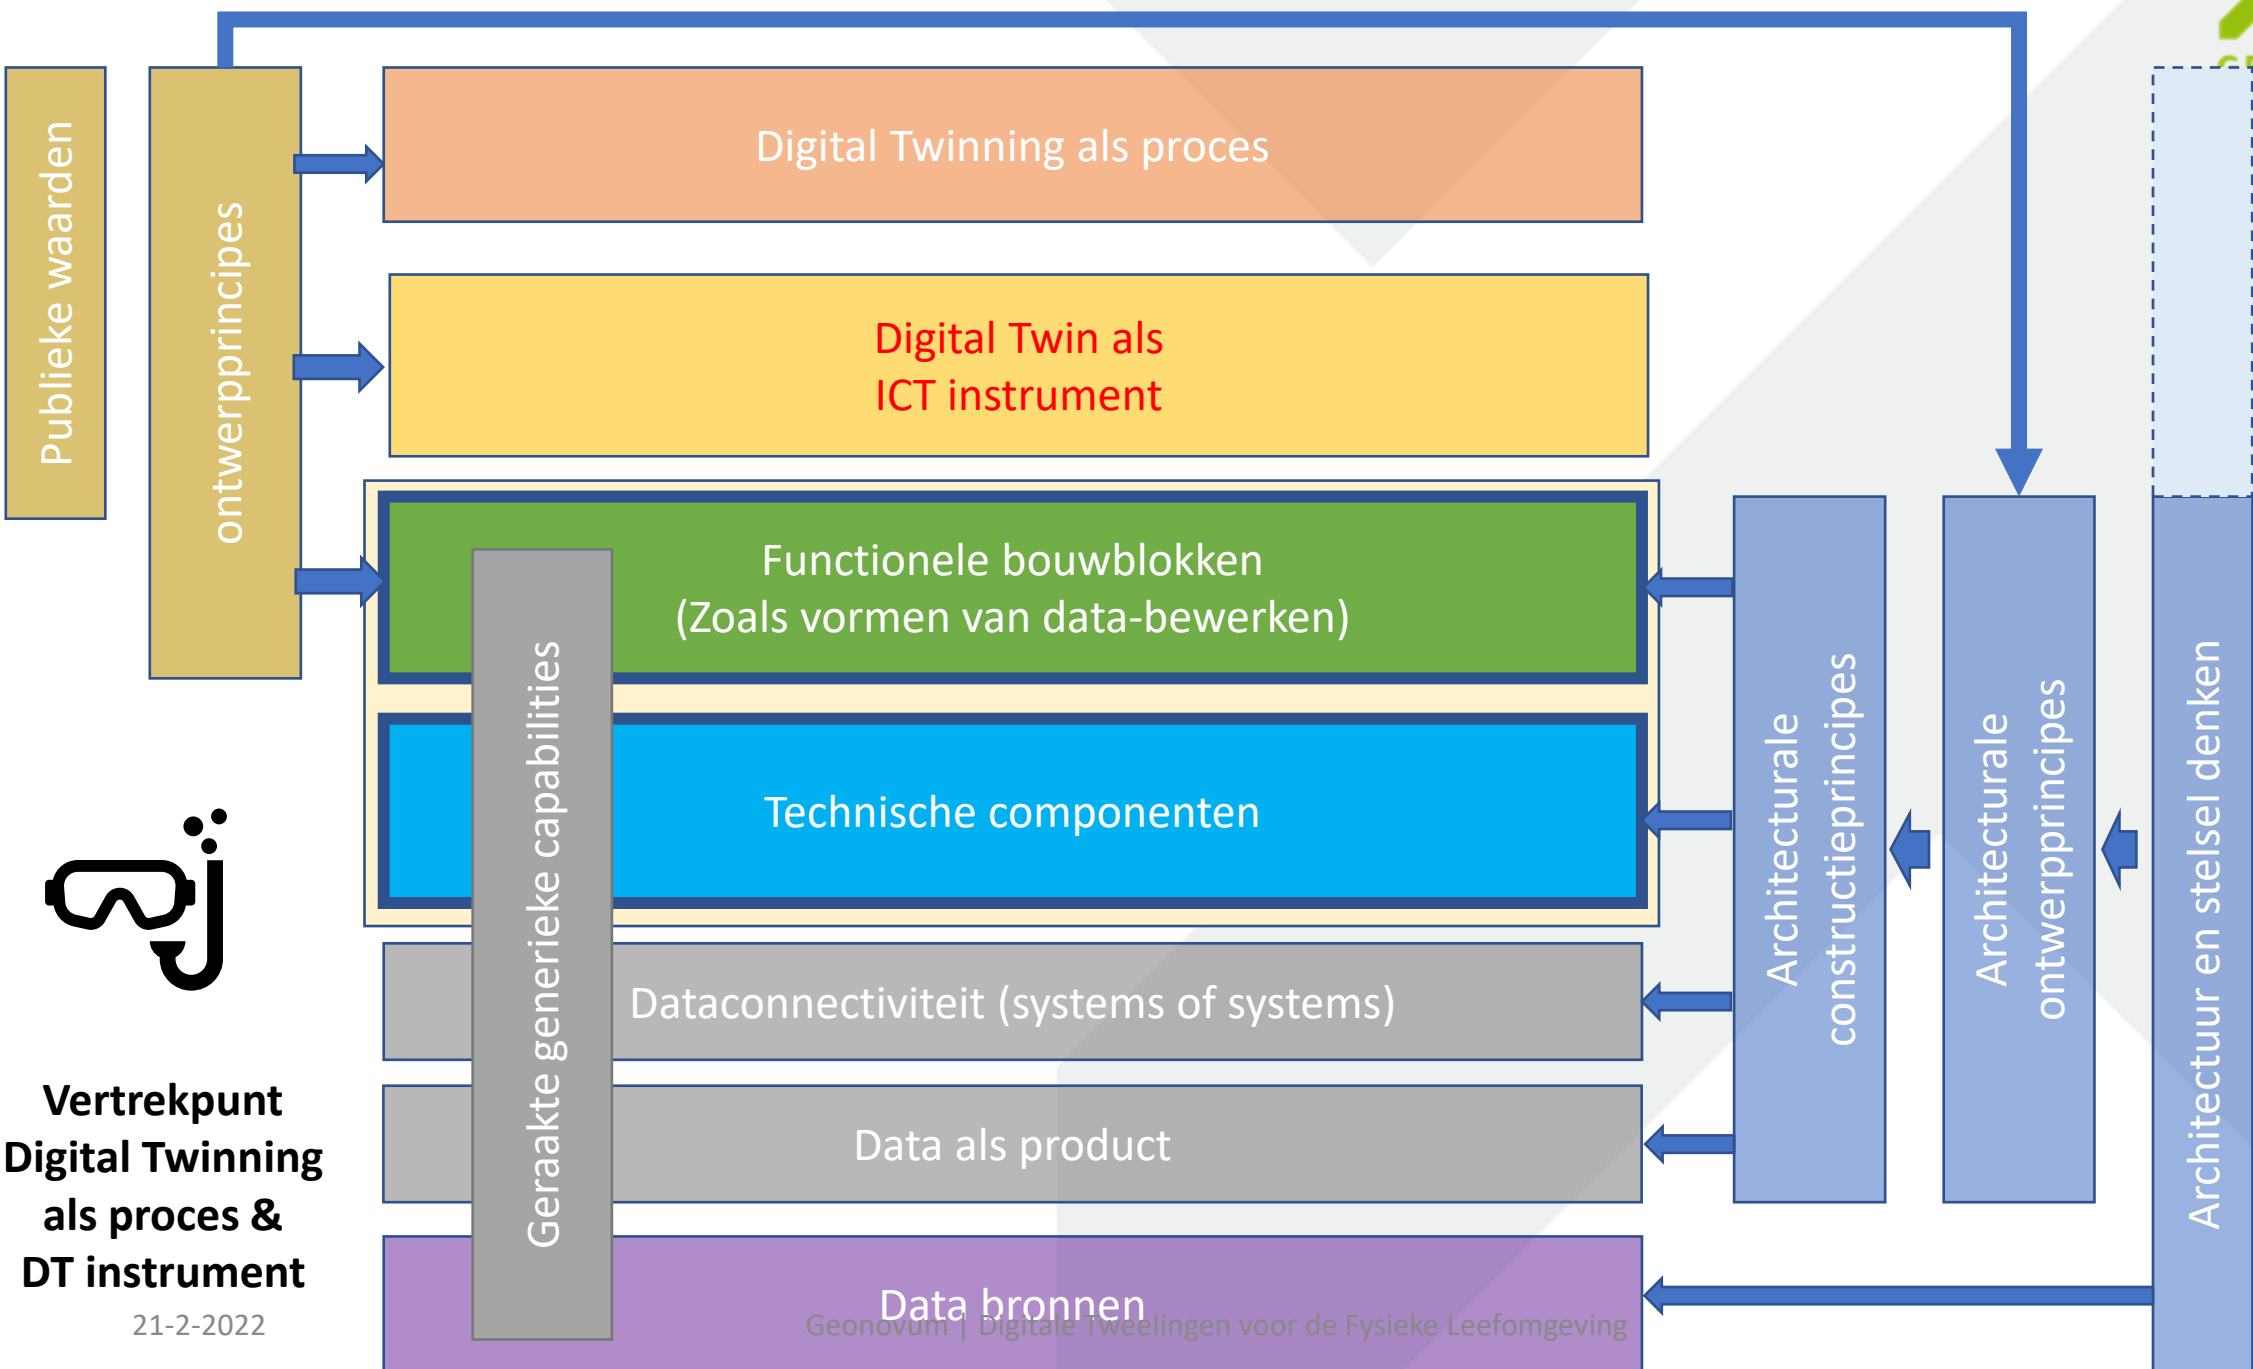 Publieke waarden
ontwerpprincipes
Digital Twinning als proces
Digital Twin als
ICT instrument
Functionele bouwblokken
(Zoals vormen van data-bewerken)
Technische componenten
Geraakte generieke capabilities
Dataconnectiviteit (systems of systems)
Data als product
Data bronnen
Architecturale
constructieprincipes
Architecturale
ontwerpprincipes
Architectuur en stelsel denken
Vertrekpunt
Digital Twinning
als proces &
DT instrument
21-2-2022
Geonovum | Digitale Tweelingen voor de Fysieke Leefomgeving